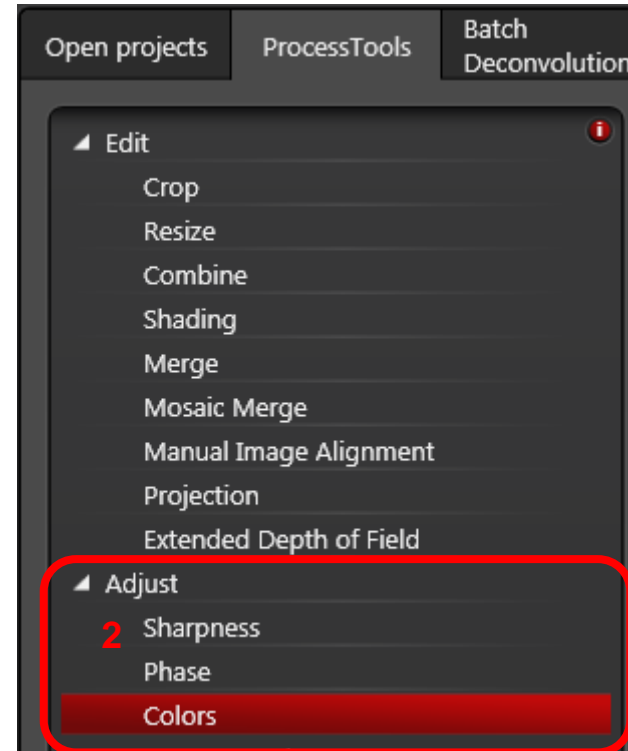 Open projects
ProcessTools
Batch
Deconvolution
Edit
i
Crop
Resize
Combine
Shading
Merge
Mosaic Merge
Manual Image Alignment
Projection
Extended Depth of Field
Adjust
2 Sharpness
Phase
Colors